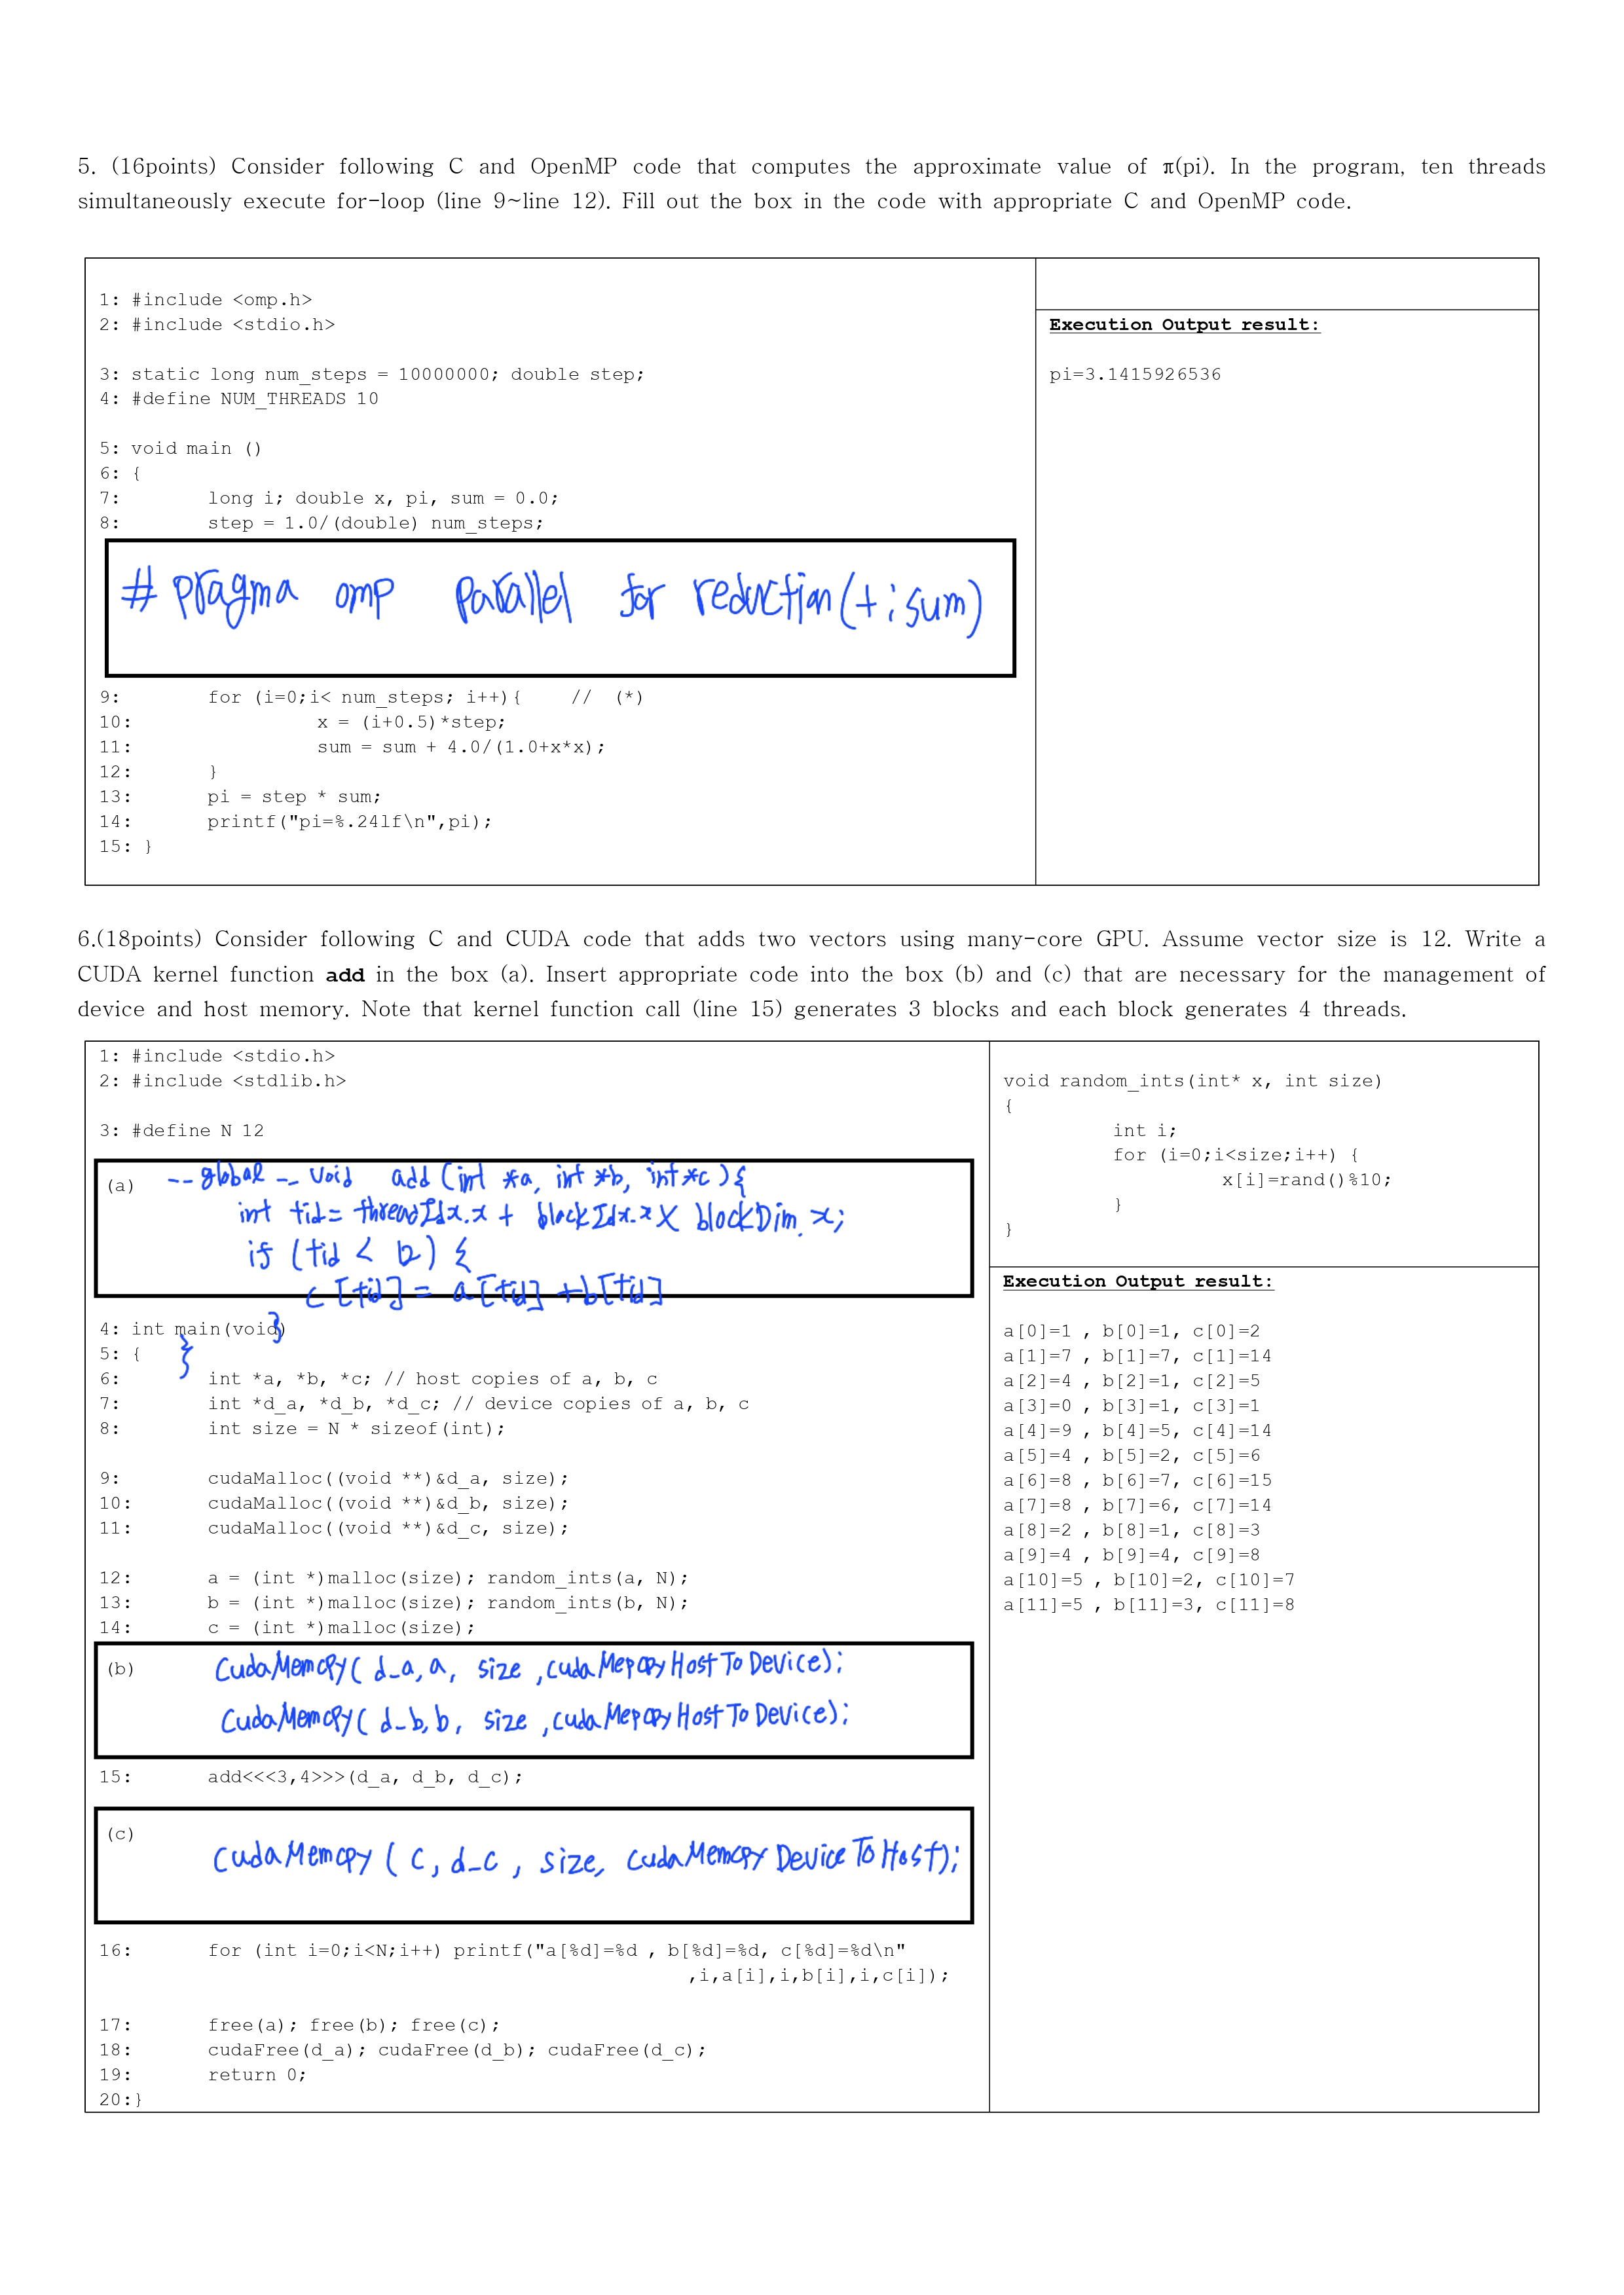 5. (16points) Consider following C and OpenMP code that computes the approximate value of π(pi). In the program, ten threads
simultaneously execute for-loop (line 9~line 12). Fill out the box in the code with appropriate C and OpenMP code.
1: #include <omp.h>
2: #include <stdio.h>
3: static long num_steps = 10000000; double step;
4: #define NUM_THREADS 10
5: void main ()
6: {
7: long i; double x, pi, sum = 0.0;
8: step = 1.0/(double) num_steps;
# pragma omp parallel for reduction(+:sum)
9: for (i=0;i< num_steps; i++){ // (*)
10: x = (i+0.5)*step;
11: sum = sum + 4.0/(1.0+x*x);
12: }
13: pi = step * sum;
14: printf("pi=%.24lf\n",pi);
15: }
Execution Output result:
pi=3.1415926536
6.(18points) Consider following C and CUDA code that adds two vectors using many-core GPU. Assume vector size is 12. Write a
CUDA kernel function add in the box (a). Insert appropriate code into the box (b) and (c) that are necessary for the management of
device and host memory. Note that kernel function call (line 15) generates 3 blocks and each block generates 4 threads.
1: #include <stdio.h>
2: #include <stdlib.h>
3: #define N 12
(a) --global -- void add (int *a, int *b, int *c){
int tid= threadIdx.x + blockIdx.x X blockDim.x;
if (tid < 12) {
c[tid] = a[tid] +b[tid]
}
}
4: int main(void)
5: {
6: int *a, *b, *c; // host copies of a, b, c
7: int *d_a, *d_b, *d_c; // device copies of a, b, c
8: int size = N * sizeof(int);
9: cudaMalloc((void **)&d_a, size);
10: cudaMalloc((void **)&d_b, size);
11: cudaMalloc((void **)&d_c, size);
12: a = (int *)malloc(size); random_ints(a, N);
13: b = (int *)malloc(size); random_ints(b, N);
14: c = (int *)malloc(size);
(b) CudaMemcpy( d_a, a, size ,cudaMepcpyHostToDevice);
CudaMemcpy( d_b, b, size ,cudaMepcpyHostToDevice);
15: add<<<3,4>>>(d_a, d_b, d_c);
(c) cudaMemcpy ( c, d_c , size, cudaMemcpyDeviceToHost);
16: for (int i=0;i<N;i++) printf("a[%d]=%d , b[%d]=%d, c[%d]=%d\n"
,i,a[i],i,b[i],i,c[i]);
17: free(a); free(b); free(c);
18: cudaFree(d_a); cudaFree(d_b); cudaFree(d_c);
19: return 0;
20:}
void random_ints(int* x, int size)
{
int i;
for (i=0;i<size;i++) {
x[i]=rand()%10;
}
}
Execution Output result:
a[0]=1 , b[0]=1, c[0]=2
a[1]=7 , b[1]=7, c[1]=14
a[2]=4 , b[2]=1, c[2]=5
a[3]=0 , b[3]=1, c[3]=1
a[4]=9 , b[4]=5, c[4]=14
a[5]=4 , b[5]=2, c[5]=6
a[6]=8 , b[6]=7, c[6]=15
a[7]=8 , b[7]=6, c[7]=14
a[8]=2 , b[8]=1, c[8]=3
a[9]=4 , b[9]=4, c[9]=8
a[10]=5 , b[10]=2, c[10]=7
a[11]=5 , b[11]=3, c[11]=8